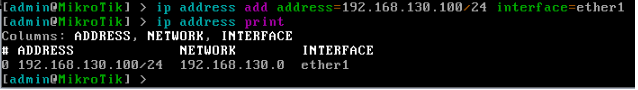 [admin@MikroTik] > ip address add address=192.168.130.100/24 interface=ether1
[admin@MikroTik] > ip address print
Columns: ADDRESS, NETWORK, INTERFACE
# ADDRESS NETWORK INTERFACE
0 192.168.130.100/24 192.168.130.0 ether1
[admin@MikroTik] >